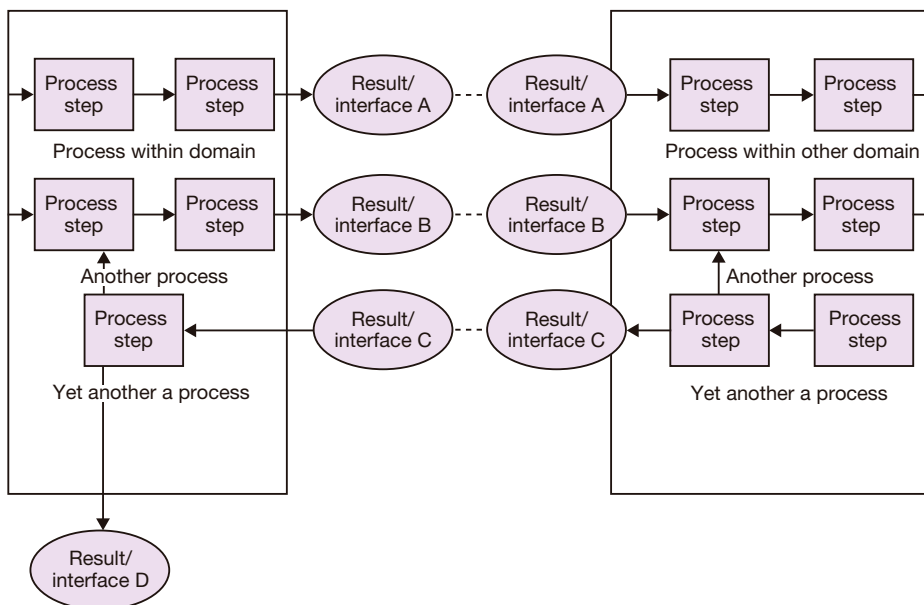 Process
step
Process
step
Result/
interface A
Result/
interface A
Process
step
Process
step
Process within domain
Process within other domain
Process
step
Process
step
Result/
interface B
Result/
interface B
Process
step
Process
step
Another process
Another process
Process
step
Result/
interface C
Result/
interface C
Process
step
Process
step
Yet another a process
Yet another a process
Result/
interface D